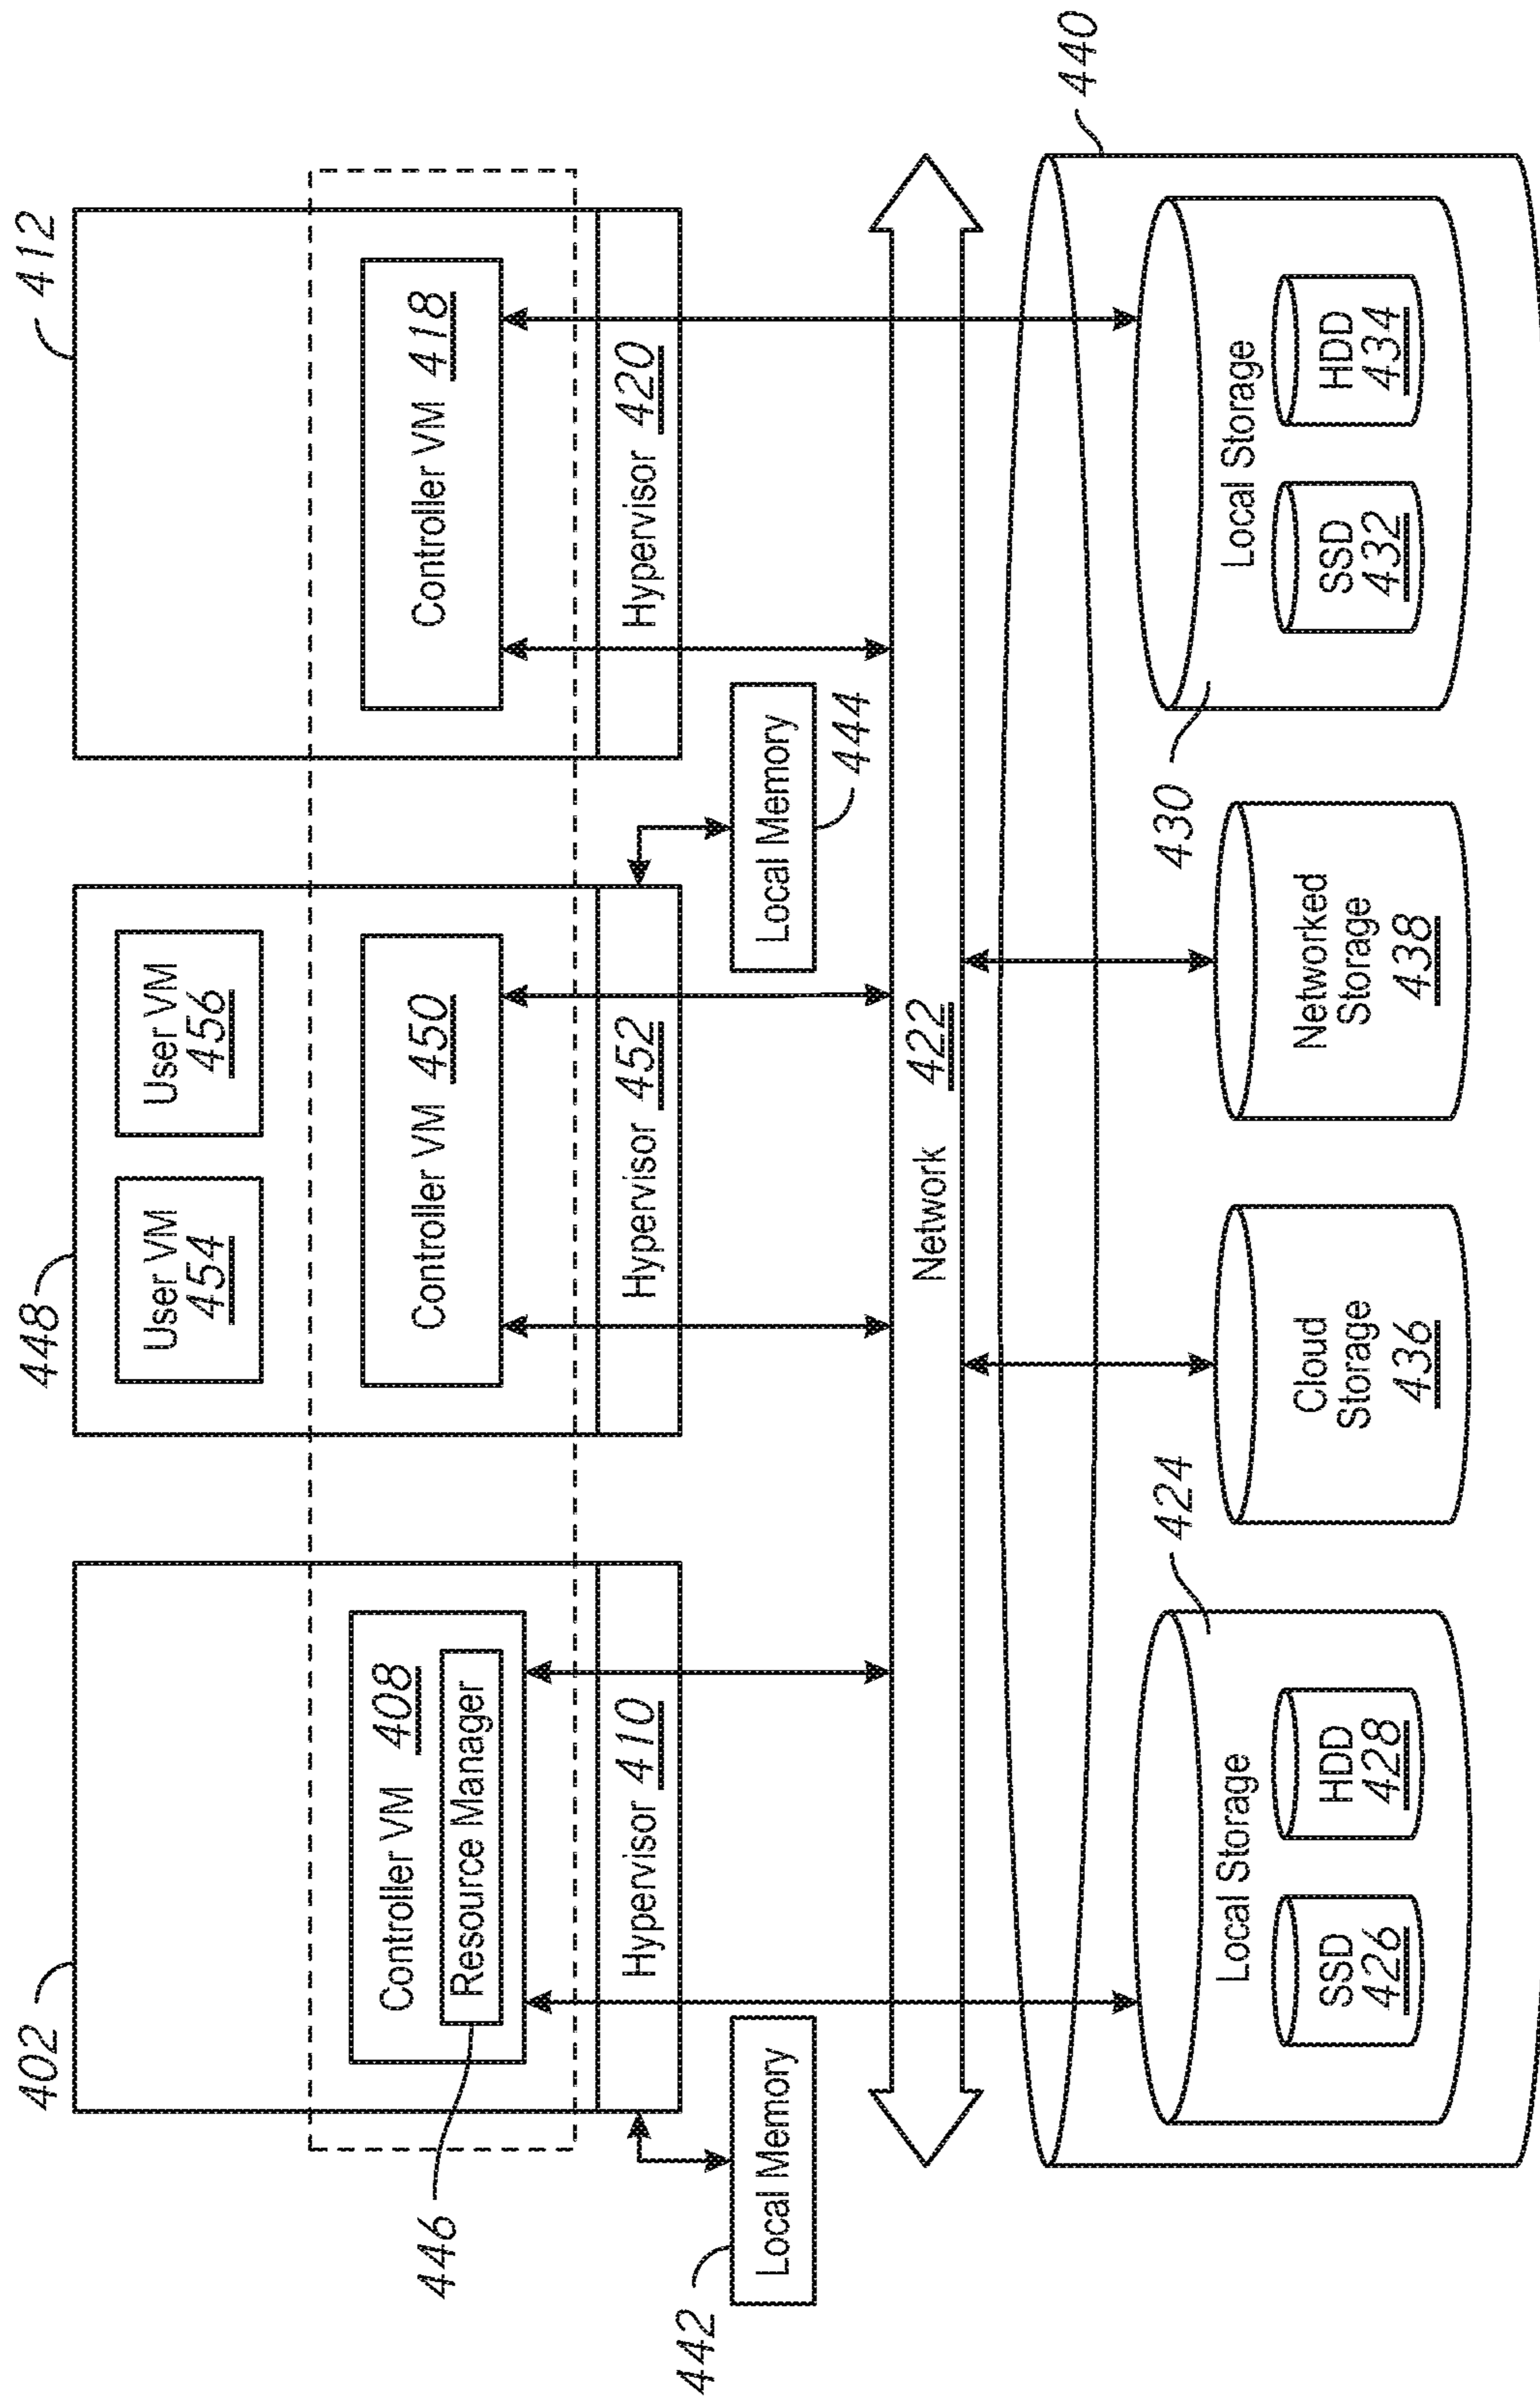 402
448
412
User VM
454
User VM
456
Controller VM 408
Resource Manager
446
Controller VM 450
Controller VM 418
Hypervisor 410
Hypervisor 452
Hypervisor 420
442
Local Memory
Local Memory
444
Network 422
440
424
430
Local Storage
SSD
426
HDD
428
Cloud
Storage
436
Networked
Storage
438
Local Storage
SSD
432
HDD
434